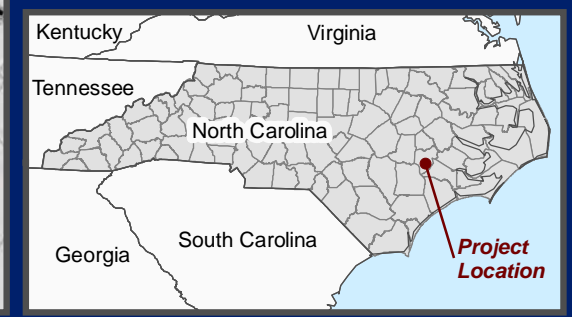 Kentucky
Virginia
Tennessee
North Carolina
South Carolina
Georgia
Project
Location